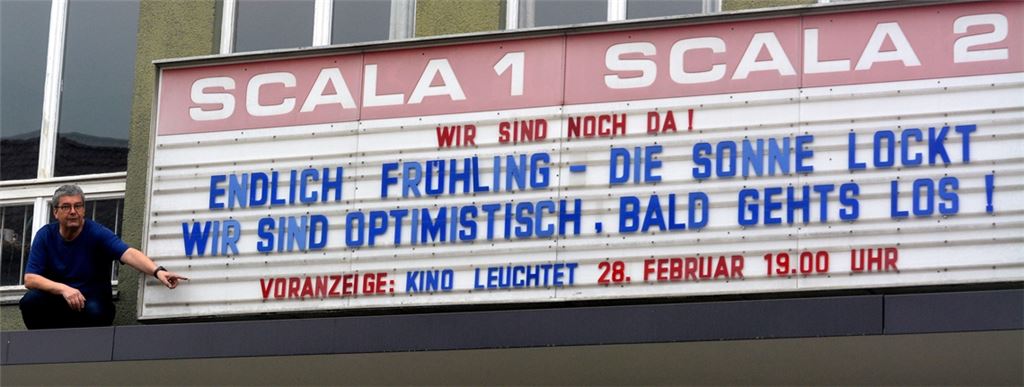 SCALA 1 SCALA 2
WIR SIND NOCH DA!
ENDLICH FRÜHLING - DIE SONNE LOCKT
WIR SIND OPTIMISTISCH, BALD GEHTS LOS!
VORANZEIGE: KINO LEUCHTET 28. FEBRUAR 19.00 UHR